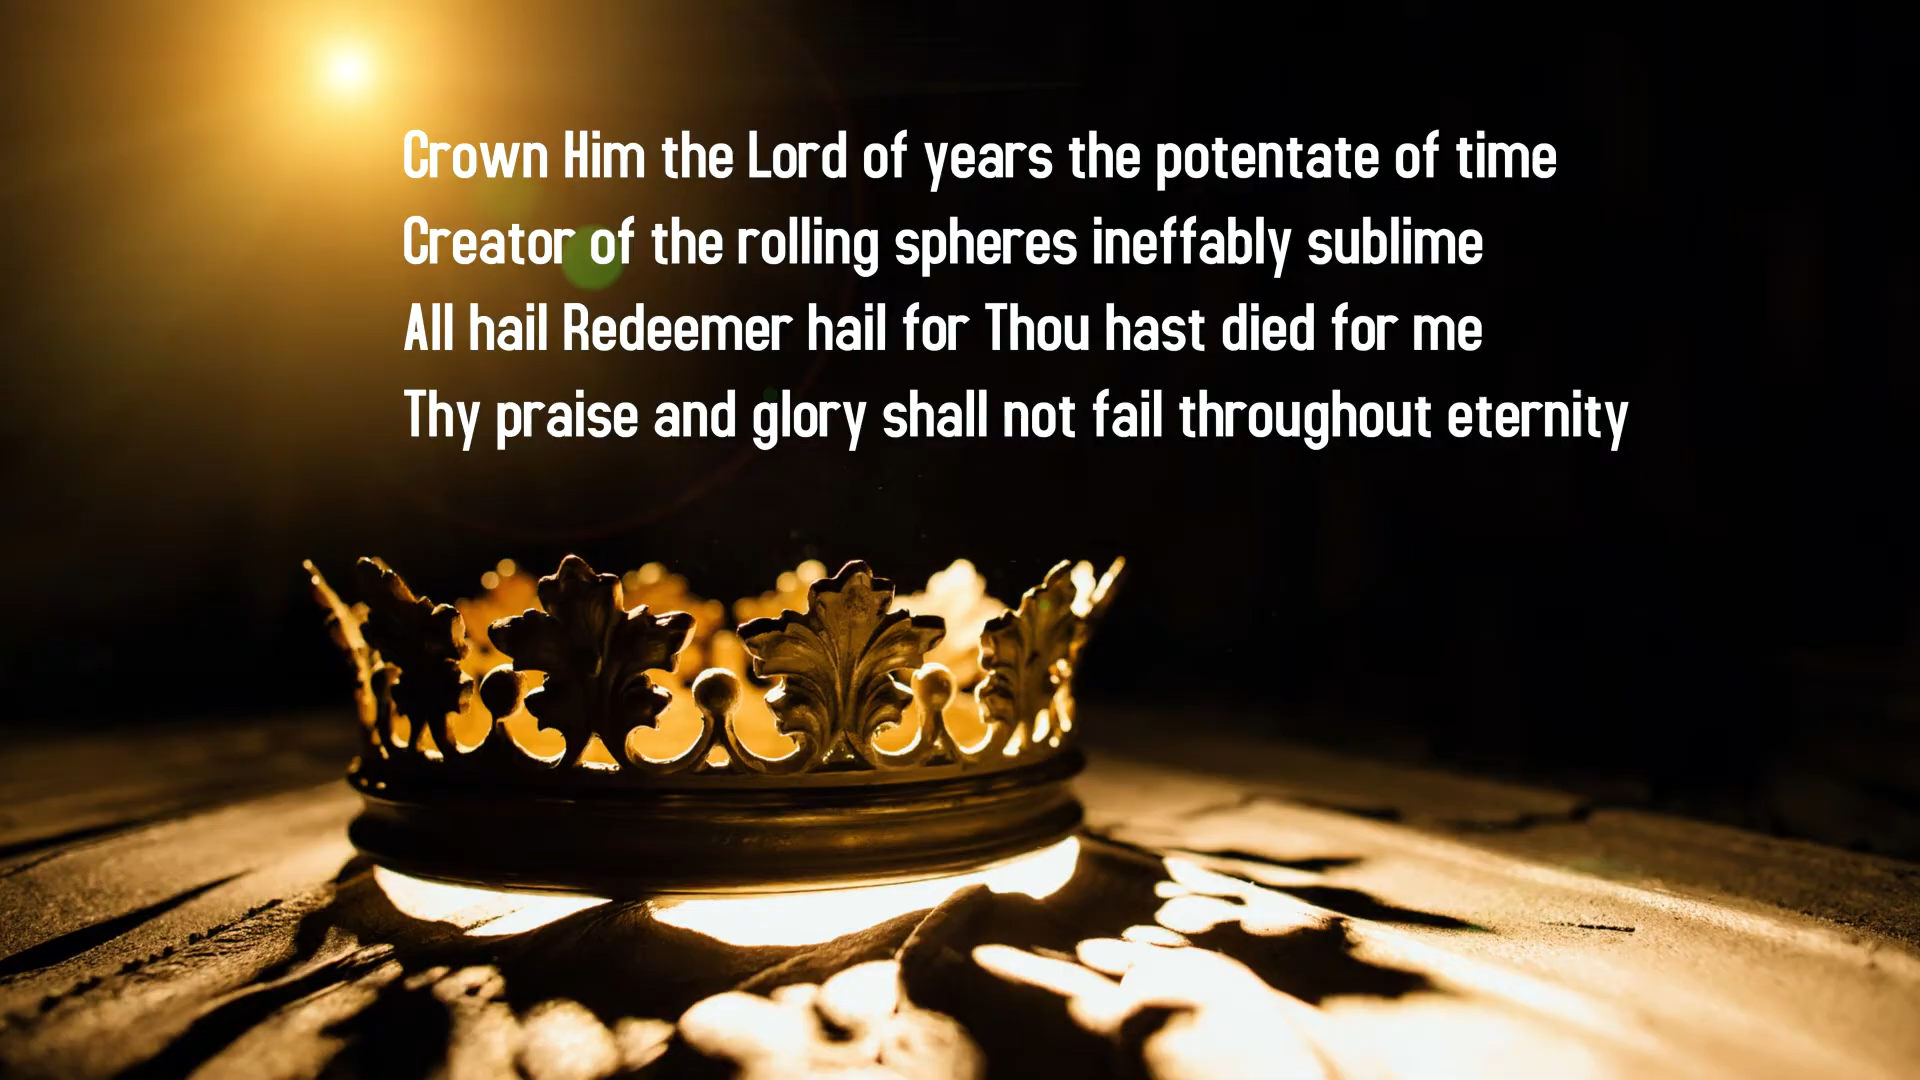 Crown Him the Lord of years the potentate of time
Creator of the rolling spheres ineffably sublime
All hail Redeemer hail for Thou hast died for me
Thy praise and glory shall not fail throughout eternity